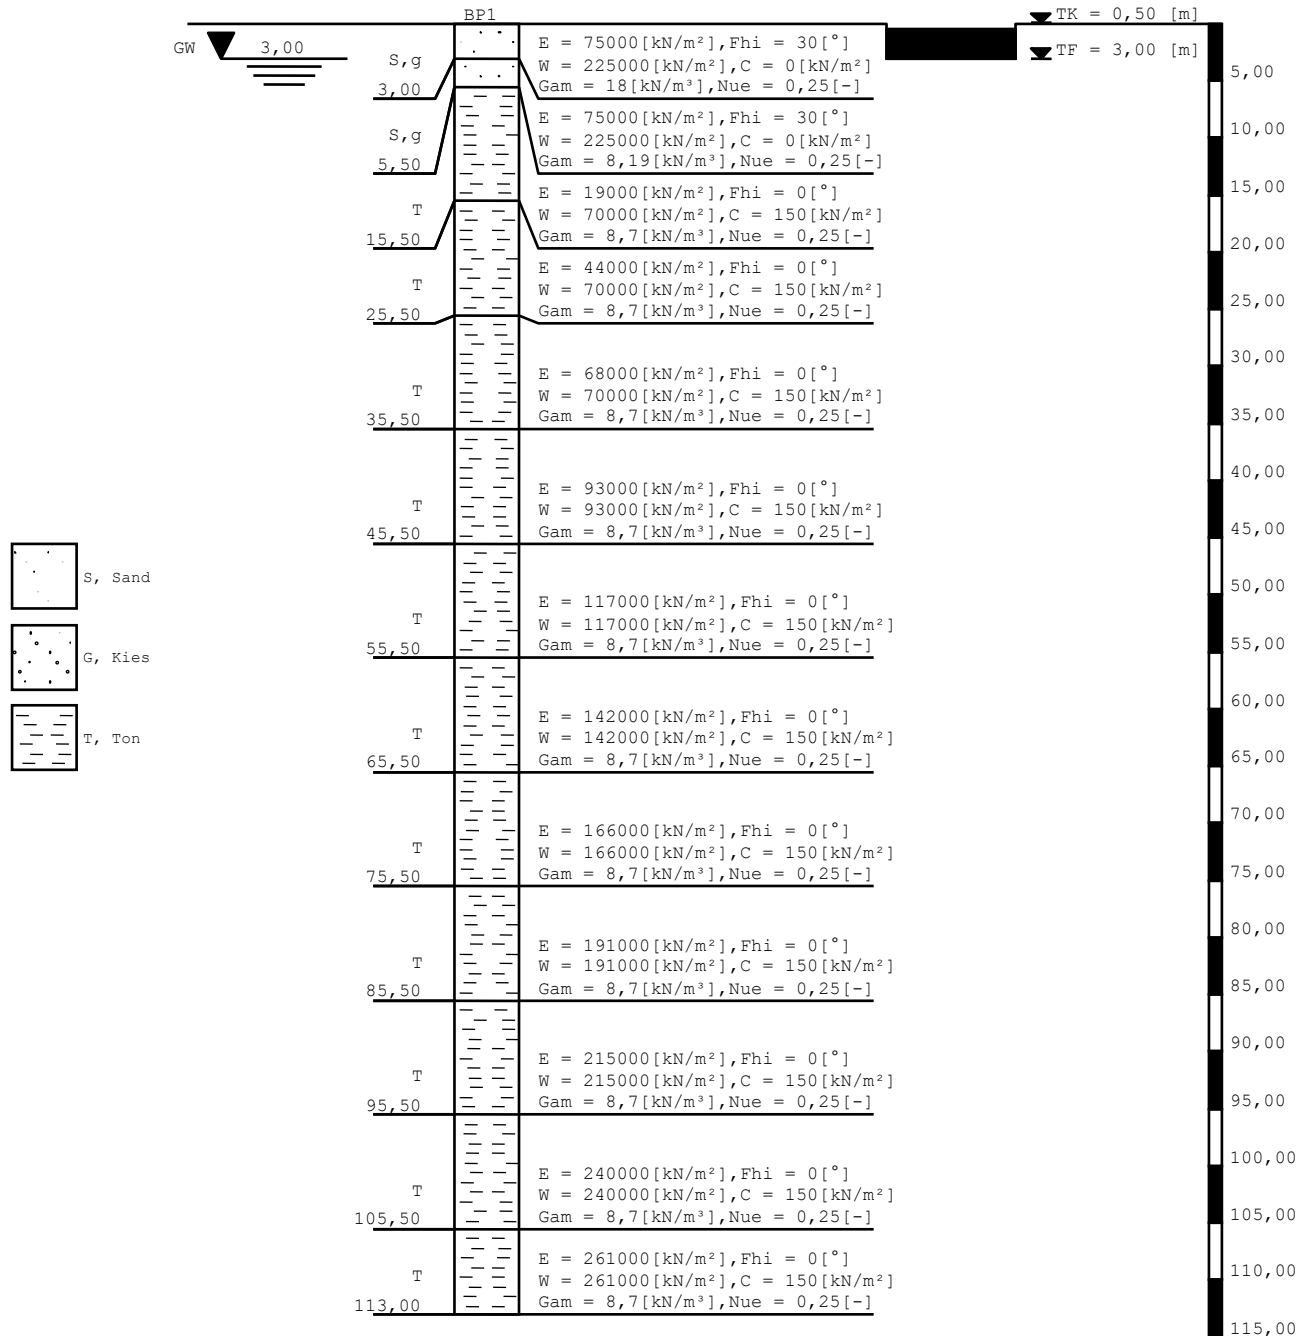 BP1
TK = 0,50 [m]
GW 3,00
TF = 3,00 [m]
S,g
3,00
E = 75000[kN/m²],Fhi = 30[°]
W = 225000[kN/m²],C = 0[kN/m²]
Gam = 18[kN/m³],Nue = 0,25[-]
S,g
5,50
E = 75000[kN/m²],Fhi = 30[°]
W = 225000[kN/m²],C = 0[kN/m²]
Gam = 8,19[kN/m³],Nue = 0,25[-]
T
15,50
E = 19000[kN/m²],Fhi = 0[°]
W = 70000[kN/m²],C = 150[kN/m²]
Gam = 8,7[kN/m³],Nue = 0,25[-]
T
25,50
E = 44000[kN/m²],Fhi = 0[°]
W = 70000[kN/m²],C = 150[kN/m²]
Gam = 8,7[kN/m³],Nue = 0,25[-]
T
35,50
E = 68000[kN/m²],Fhi = 0[°]
W = 70000[kN/m²],C = 150[kN/m²]
Gam = 8,7[kN/m³],Nue = 0,25[-]
T
45,50
E = 93000[kN/m²],Fhi = 0[°]
W = 93000[kN/m²],C = 150[kN/m²]
Gam = 8,7[kN/m³],Nue = 0,25[-]
T
55,50
E = 117000[kN/m²],Fhi = 0[°]
W = 117000[kN/m²],C = 150[kN/m²]
Gam = 8,7[kN/m³],Nue = 0,25[-]
T
65,50
E = 142000[kN/m²],Fhi = 0[°]
W = 142000[kN/m²],C = 150[kN/m²]
Gam = 8,7[kN/m³],Nue = 0,25[-]
T
75,50
E = 166000[kN/m²],Fhi = 0[°]
W = 166000[kN/m²],C = 150[kN/m²]
Gam = 8,7[kN/m³],Nue = 0,25[-]
T
85,50
E = 191000[kN/m²],Fhi = 0[°]
W = 191000[kN/m²],C = 150[kN/m²]
Gam = 8,7[kN/m³],Nue = 0,25[-]
T
95,50
E = 215000[kN/m²],Fhi = 0[°]
W = 215000[kN/m²],C = 150[kN/m²]
Gam = 8,7[kN/m³],Nue = 0,25[-]
T
105,50
E = 240000[kN/m²],Fhi = 0[°]
W = 240000[kN/m²],C = 150[kN/m²]
Gam = 8,7[kN/m³],Nue = 0,25[-]
T
113,00
E = 261000[kN/m²],Fhi = 0[°]
W = 261000[kN/m²],C = 150[kN/m²]
Gam = 8,7[kN/m³],Nue = 0,25[-]
S, Sand
G, Kies
T, Ton
5,00
10,00
15,00
20,00
25,00
30,00
35,00
40,00
45,00
50,00
55,00
60,00
65,00
70,00
75,00
80,00
85,00
90,00
95,00
100,00
105,00
110,00
115,00